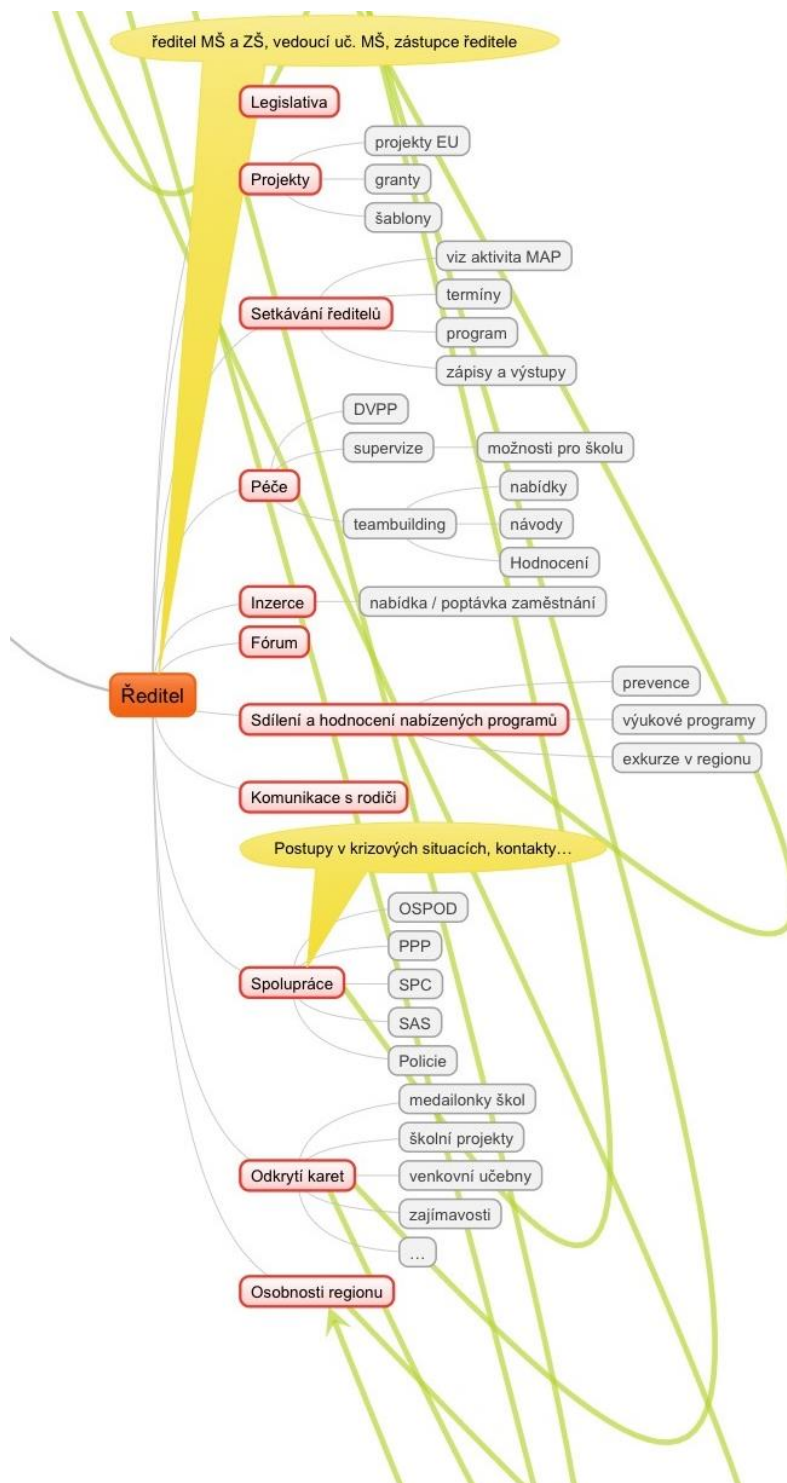 ředitel MŠ a ZŠ, vedoucí uč. MŠ, zástupce ředitele
Legislativa
projekty EU
Projekty
granty
šablony
viz aktivita MAP
termíny
Setkávání ředitelů
program
zápisy a výstupy
DVPP
supervize
možnosti pro školu
Péče
nabídky
teambuilding
návody
Hodnocení
Inzerce
nabídka / poptávka zaměstnání
Fórum
Ředitel
prevence
Sdílení a hodnocení nabízených programů
výukové programy
exkurze v regionu
Komunikace s rodiči
Postupy v krizových situacích, kontakty…
OSPOD
PPP
Spolupráce
SPC
SAS
Policie
medailonky škol
školní projekty
Odkrytí karet
venkovní učebny
zajímavosti
…
Osobnosti regionu